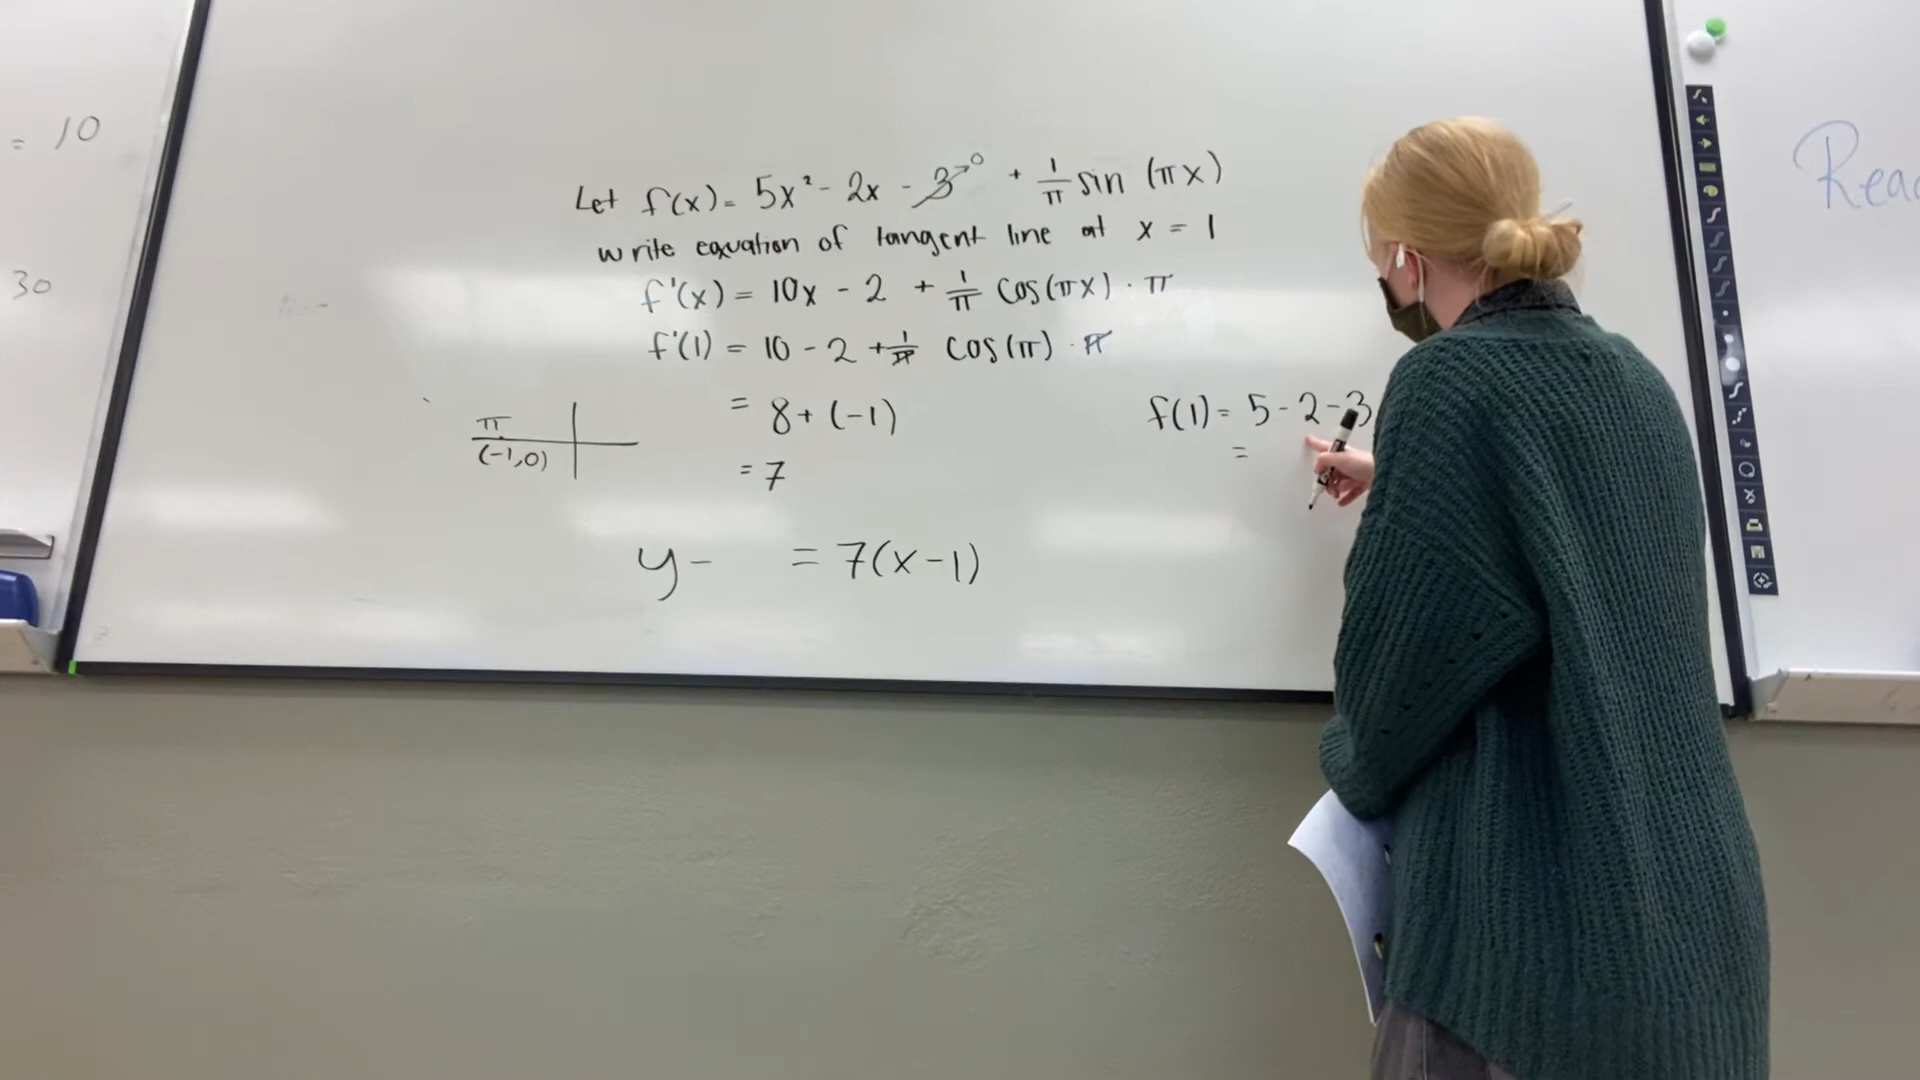 = 10
30
Let f(x) = 5x² - 2x - 3→0 + 1/π sin (πx)
write equation of tangent line at x = 1
f'(x) = 10x - 2 + 1/π cos(πx) · π
f'(1) = 10 - 2 + 1/π cos(π) · π
= 8 + (-1)
= 7
π
(-1,0)
y - = 7(x-1)
f(1) = 5 - 2 - 3
=